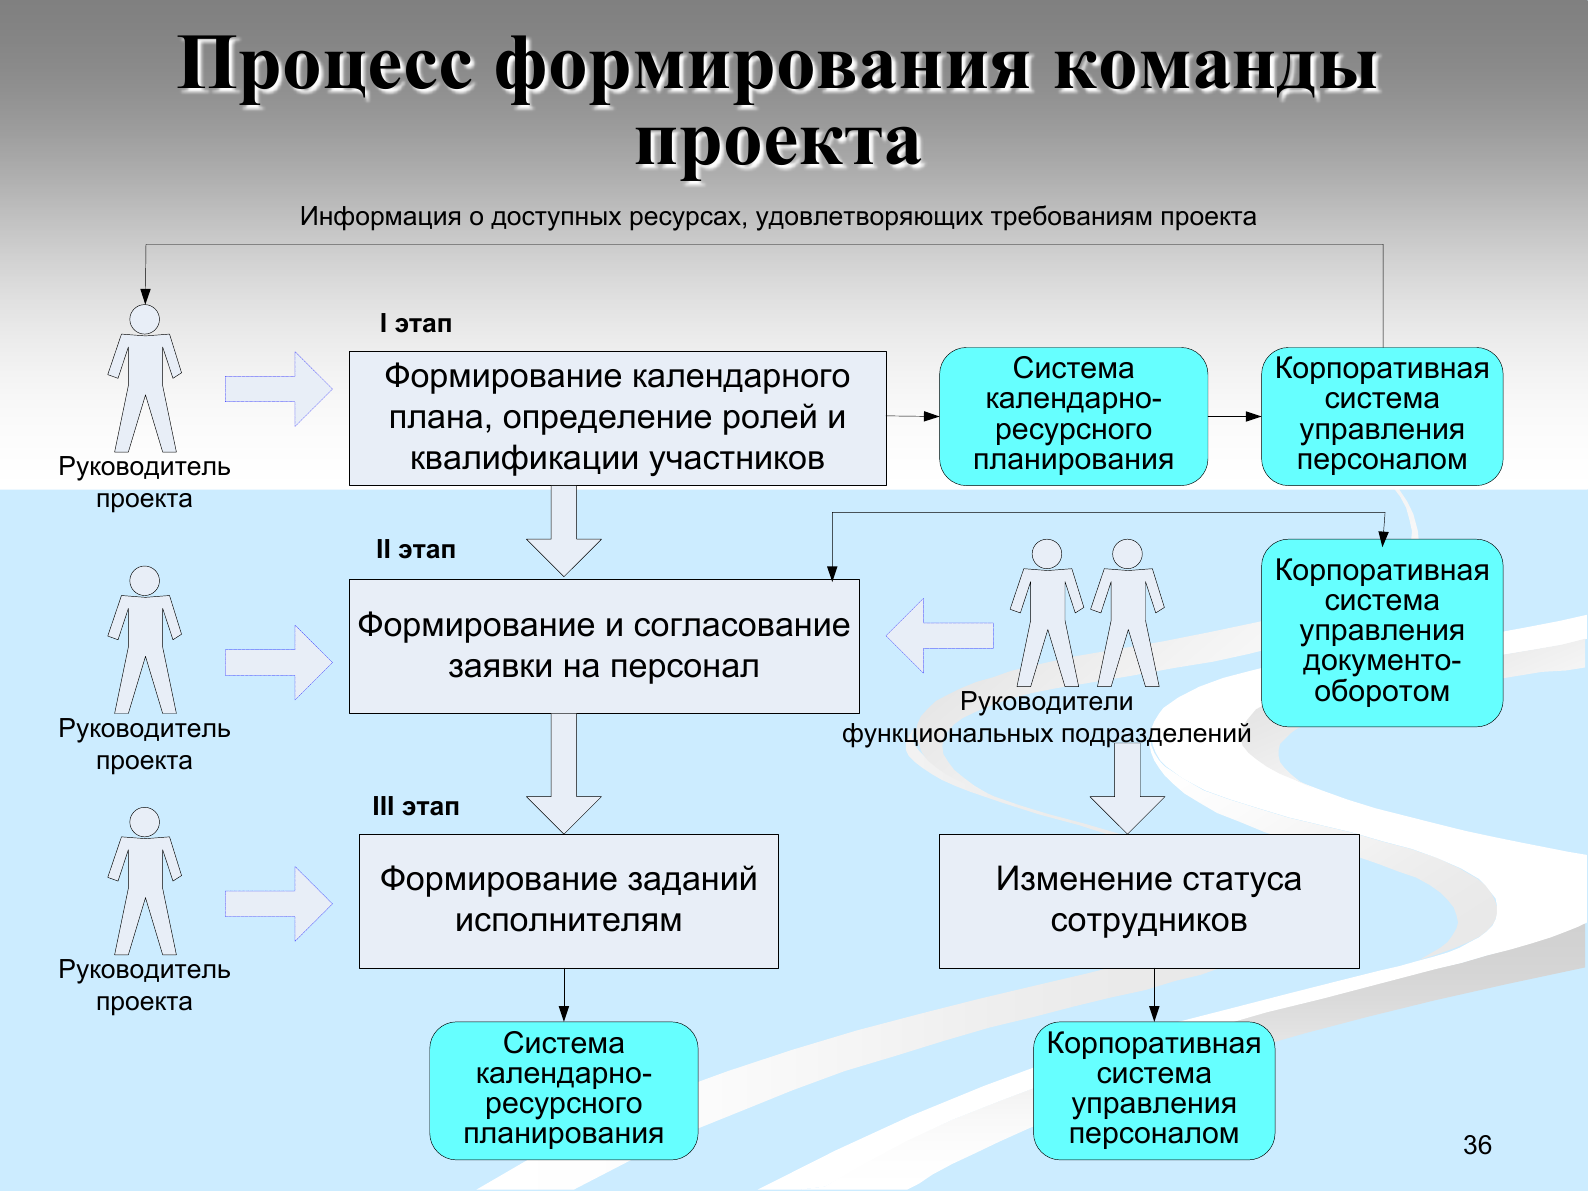 Процесс формирования команды
проекта
Информация о доступных ресурсах, удовлетворяющих требованиям проекта
Руководитель
проекта
I этап
Формирование календарного
плана, определение ролей и
квалификации участников
Система
календарно-
ресурсного
планирования
Корпоративная
система
управления
персоналом
Руководитель
проекта
II этап
Формирование и согласование
заявки на персонал
Руководители
функциональных подразделений
Корпоративная
система
управления
документо-
оборотом
Руководитель
проекта
III этап
Формирование заданий
исполнителям
Изменение статуса
сотрудников
Система
календарно-
ресурсного
планирования
Корпоративная
система
управления
персоналом
36